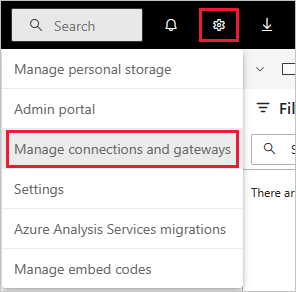 Search
Manage personal storage
Admin portal
Manage connections and gateways
Settings
Azure Analysis Services migrations
Manage embed codes
Fil
S
There ar